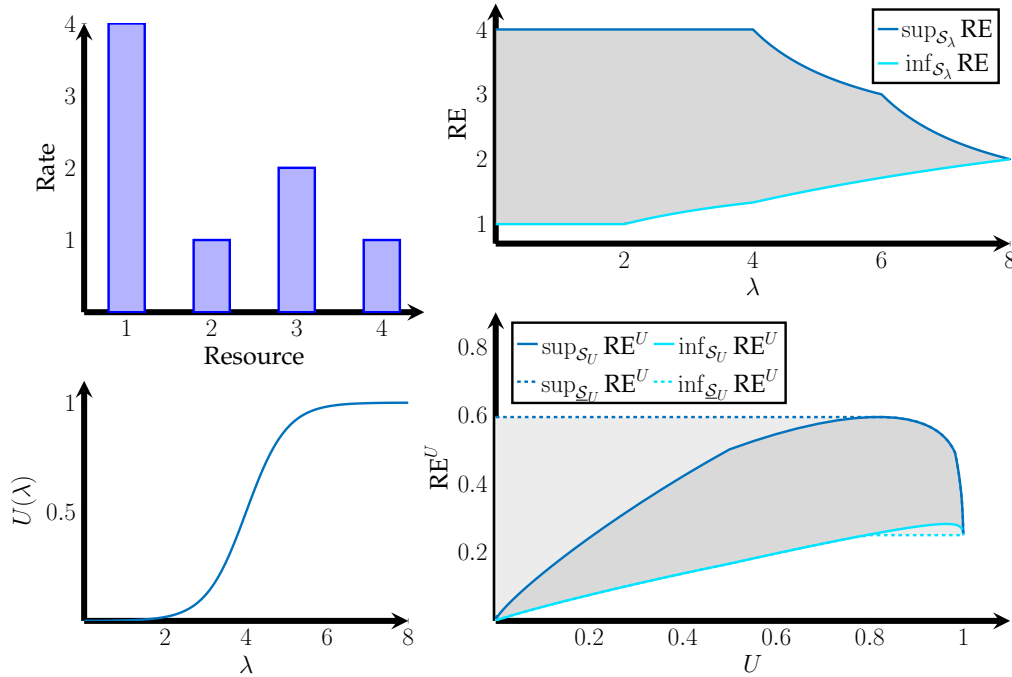 4
3
2
1
Rate
1 2 3 4
Resource
4
3
2
1
RE
sup_{𝒮_λ} RE
inf_{𝒮_λ} RE
2 4 6 8
λ
1
0.5
U(λ)
2 4 6 8
λ
0.8
0.6
0.4
0.2
RE^U
sup_{𝒮_U} RE^U inf_{𝒮_U} RE^U
sup_{\underline{𝒮}_U} RE^U inf_{\underline{𝒮}_U} RE^U
0.2 0.4 0.6 0.8 1
U